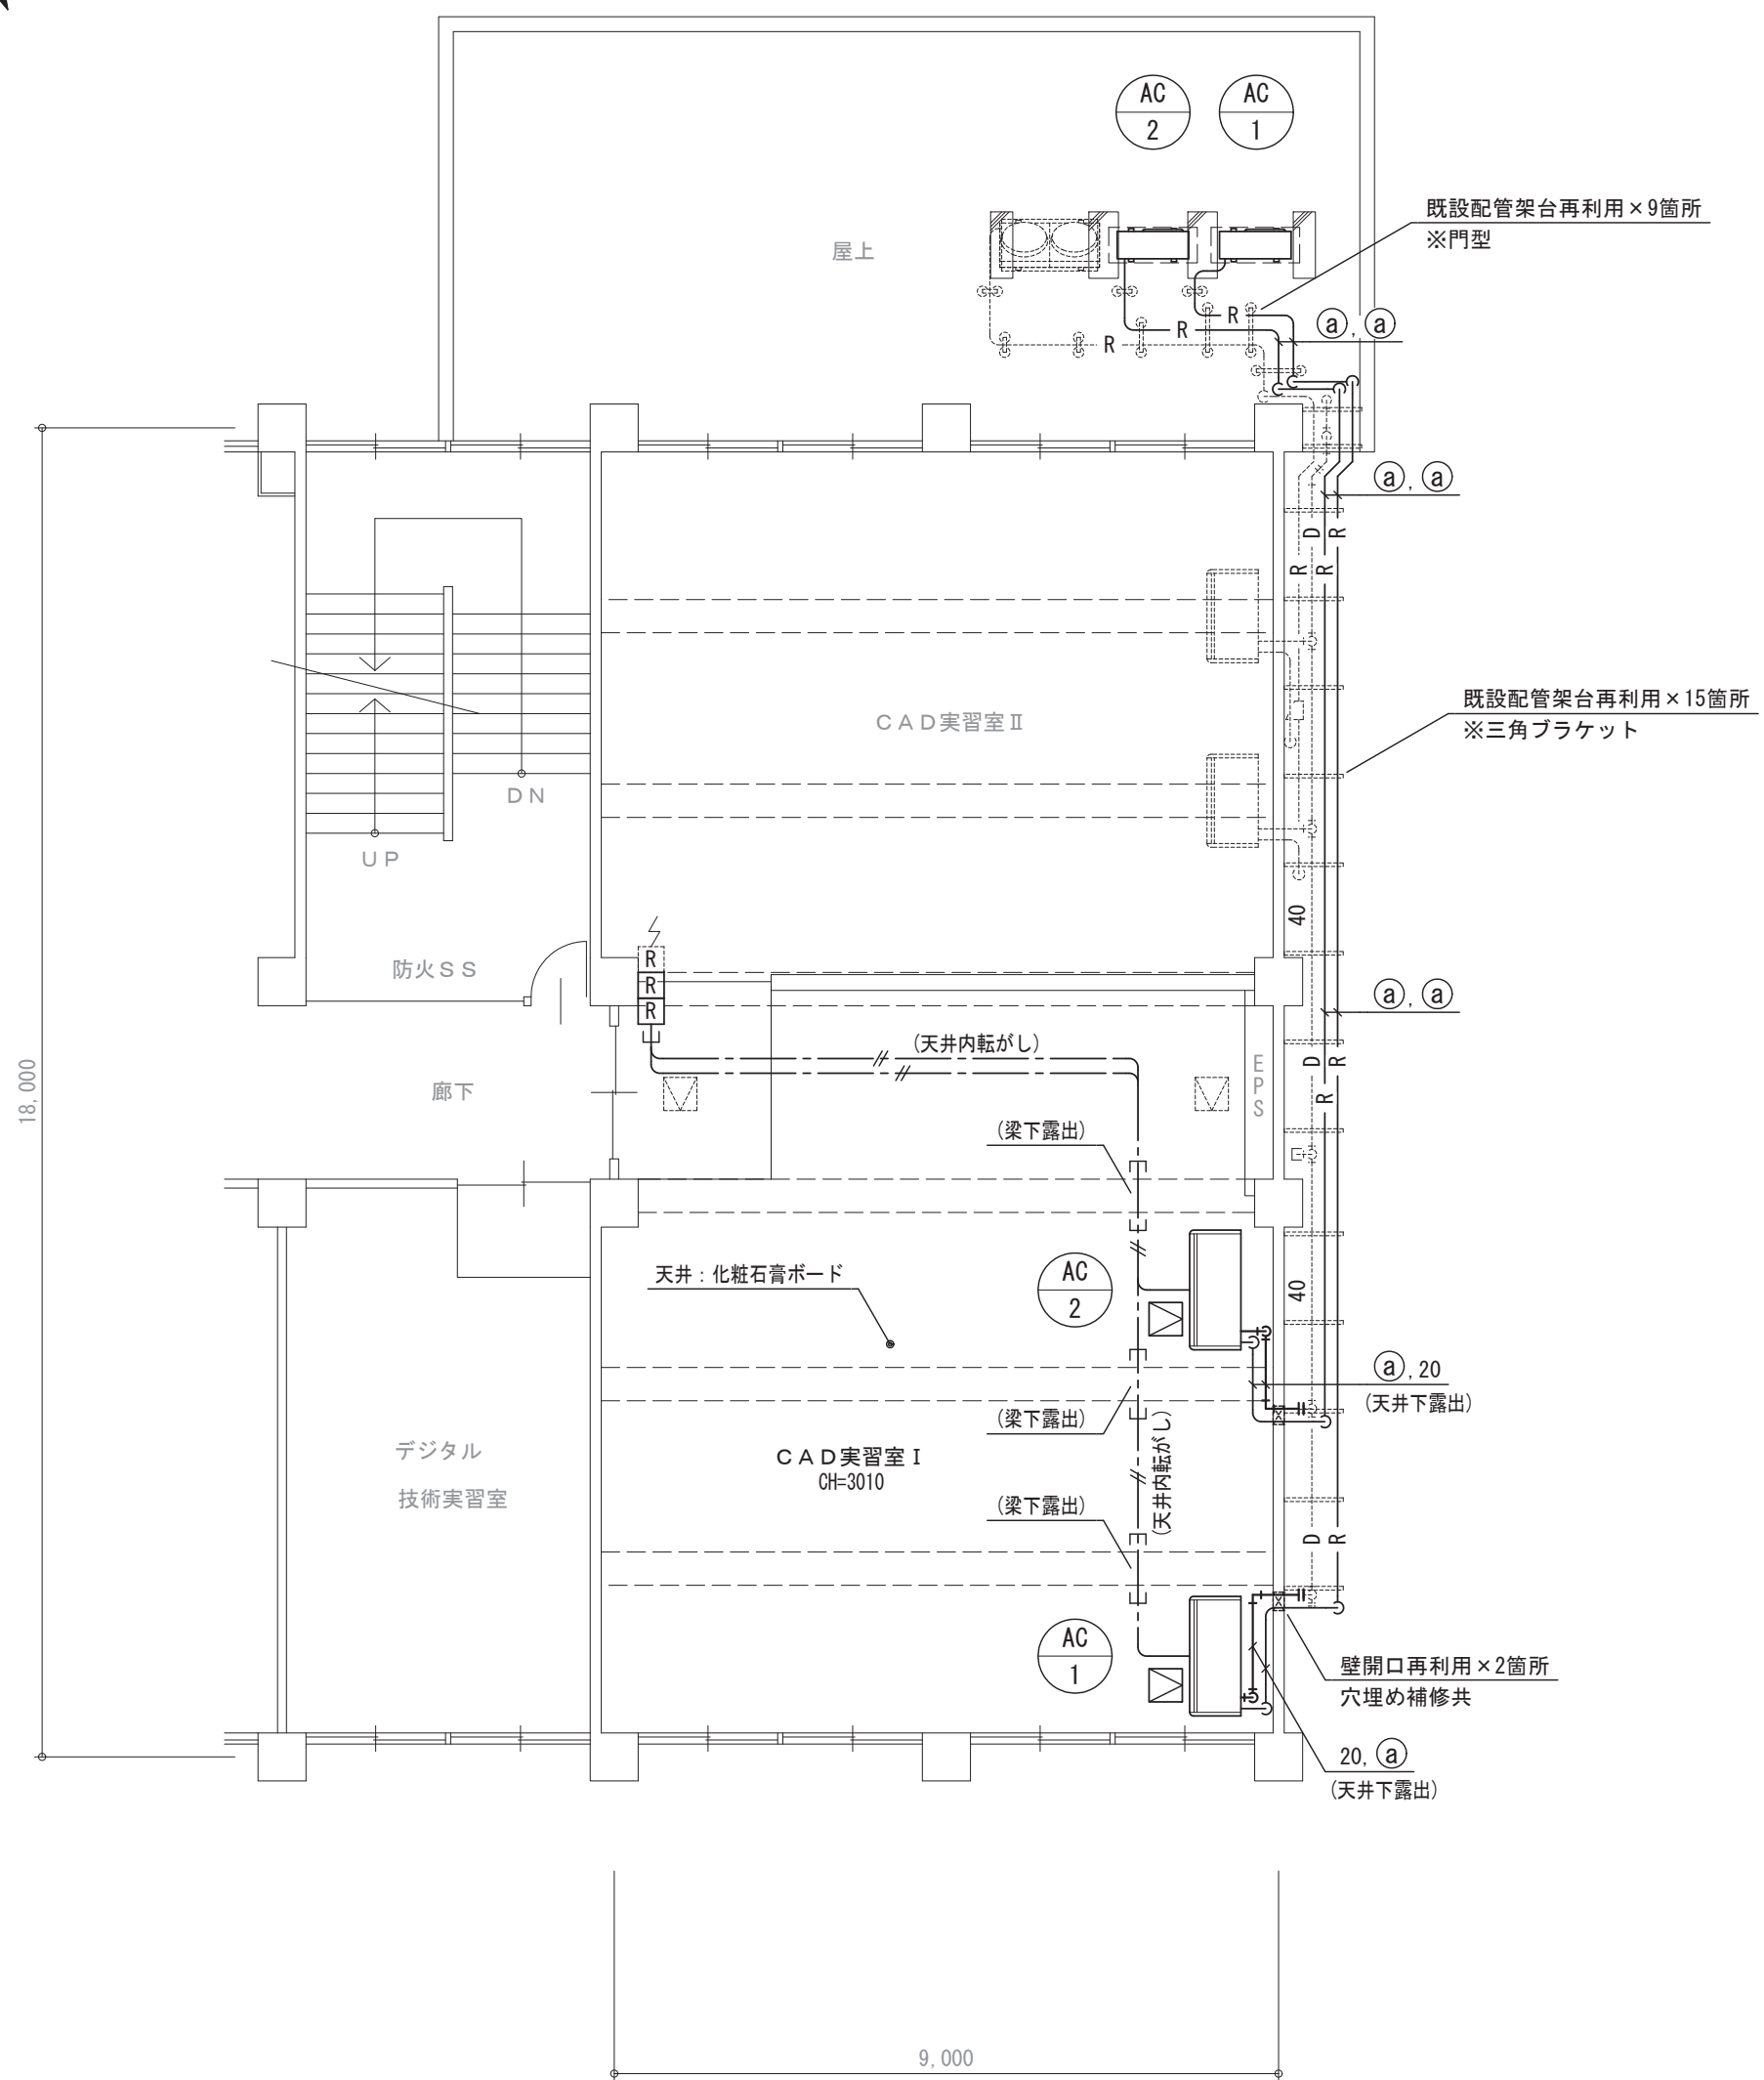 AC
2
AC
1
既設配管架台再利用×9箇所
※門型
屋上
R
R
R
a, a
a, a
D
R
R
R
既設配管架台再利用×15箇所
※三角ブラケット
CAD実習室Ⅱ
DN
UP
40
防火SS
R
R
R
a, a
(天井内転がし)
EPS
D
R
R
廊下
18,000
(梁下露出)
天井：化粧石膏ボード
AC
2
40
a, 20
(天井下露出)
(梁下露出)
(天井内転がし)
デジタル
技術実習室
CAD実習室Ⅰ
CH=3010
(梁下露出)
D
R
AC
1
壁開口再利用×2箇所
穴埋め補修共
20, a
(天井下露出)
9,000